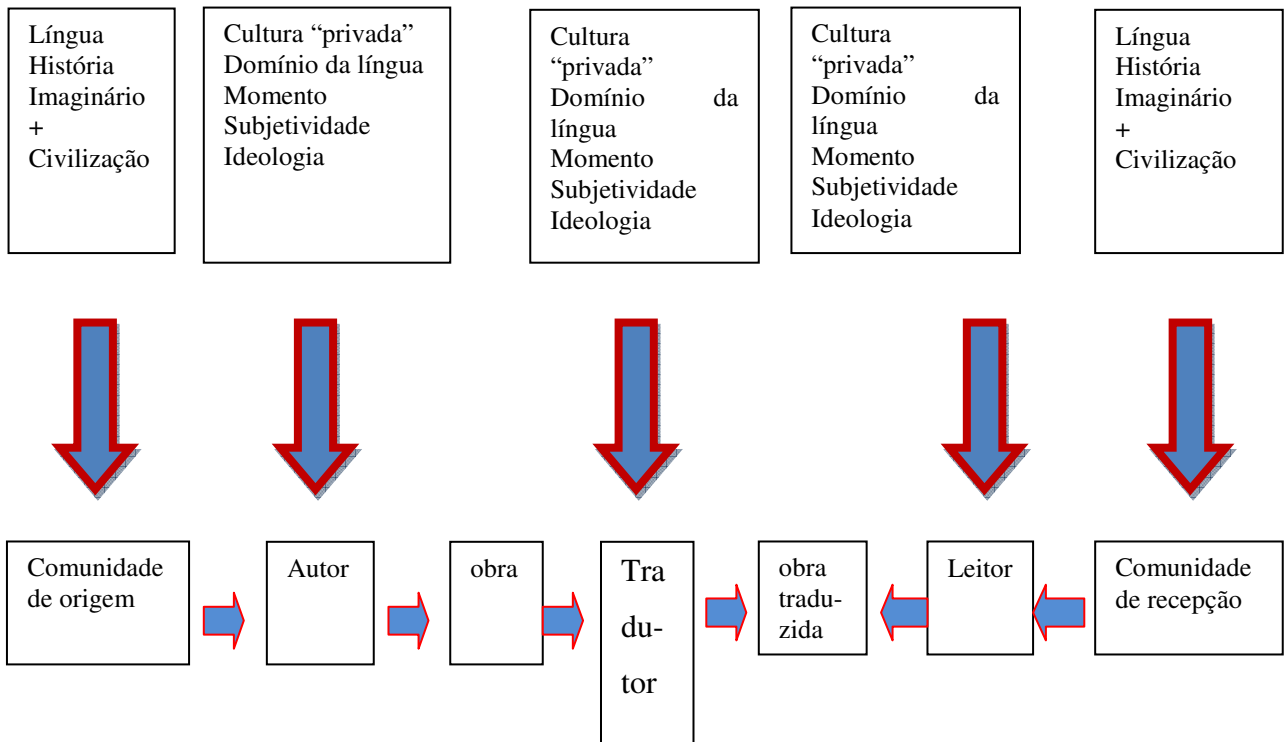 Língua
História
Imaginário
+
Civilização
Cultura “privada”
Domínio da língua
Momento
Subjetividade
Ideologia
Cultura
“privada”
Domínio da
língua
Momento
Subjetividade
Ideologia
Cultura
“privada”
Domínio da
língua
Momento
Subjetividade
Ideologia
Língua
História
Imaginário
+
Civilização
Comunidade
de origem
Autor
obra
Tra
du-
tor
obra
tradu-
zida
Leitor
Comunidade
de recepção